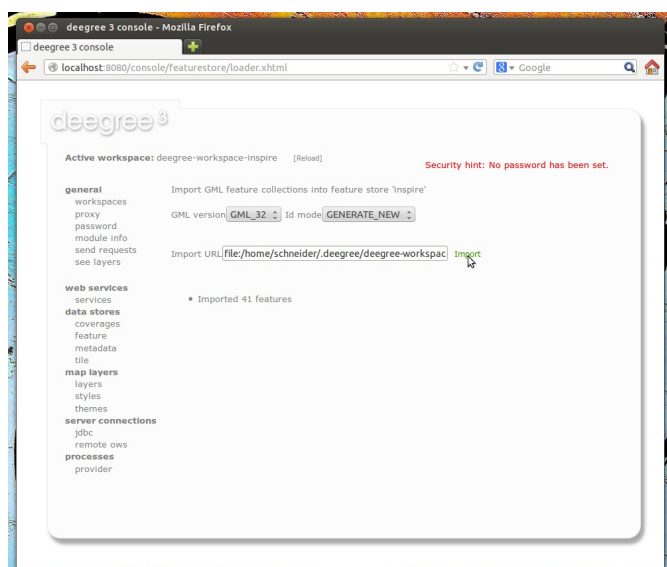 deegree 3 console - Mozilla Firefox
deegree 3 console
localhost:8080/console/featurestore/loader.xhtml
Google
deegree 3
Active workspace: deegree-workspace-inspire [Reload]
Security hint: No password has been set.
general
workspaces
proxy
password
module info
send requests
see layers
web services
services
data stores
coverages
feature
metadata
tile
map layers
layers
styles
themes
server connections
jdbc
remote ows
processes
provider
Import GML feature collections into feature store 'inspire'
GML version GML_32 Id mode GENERATE_NEW
Import URL file:/home/schneider/.deegree/deegree-workspac Import
Imported 41 features